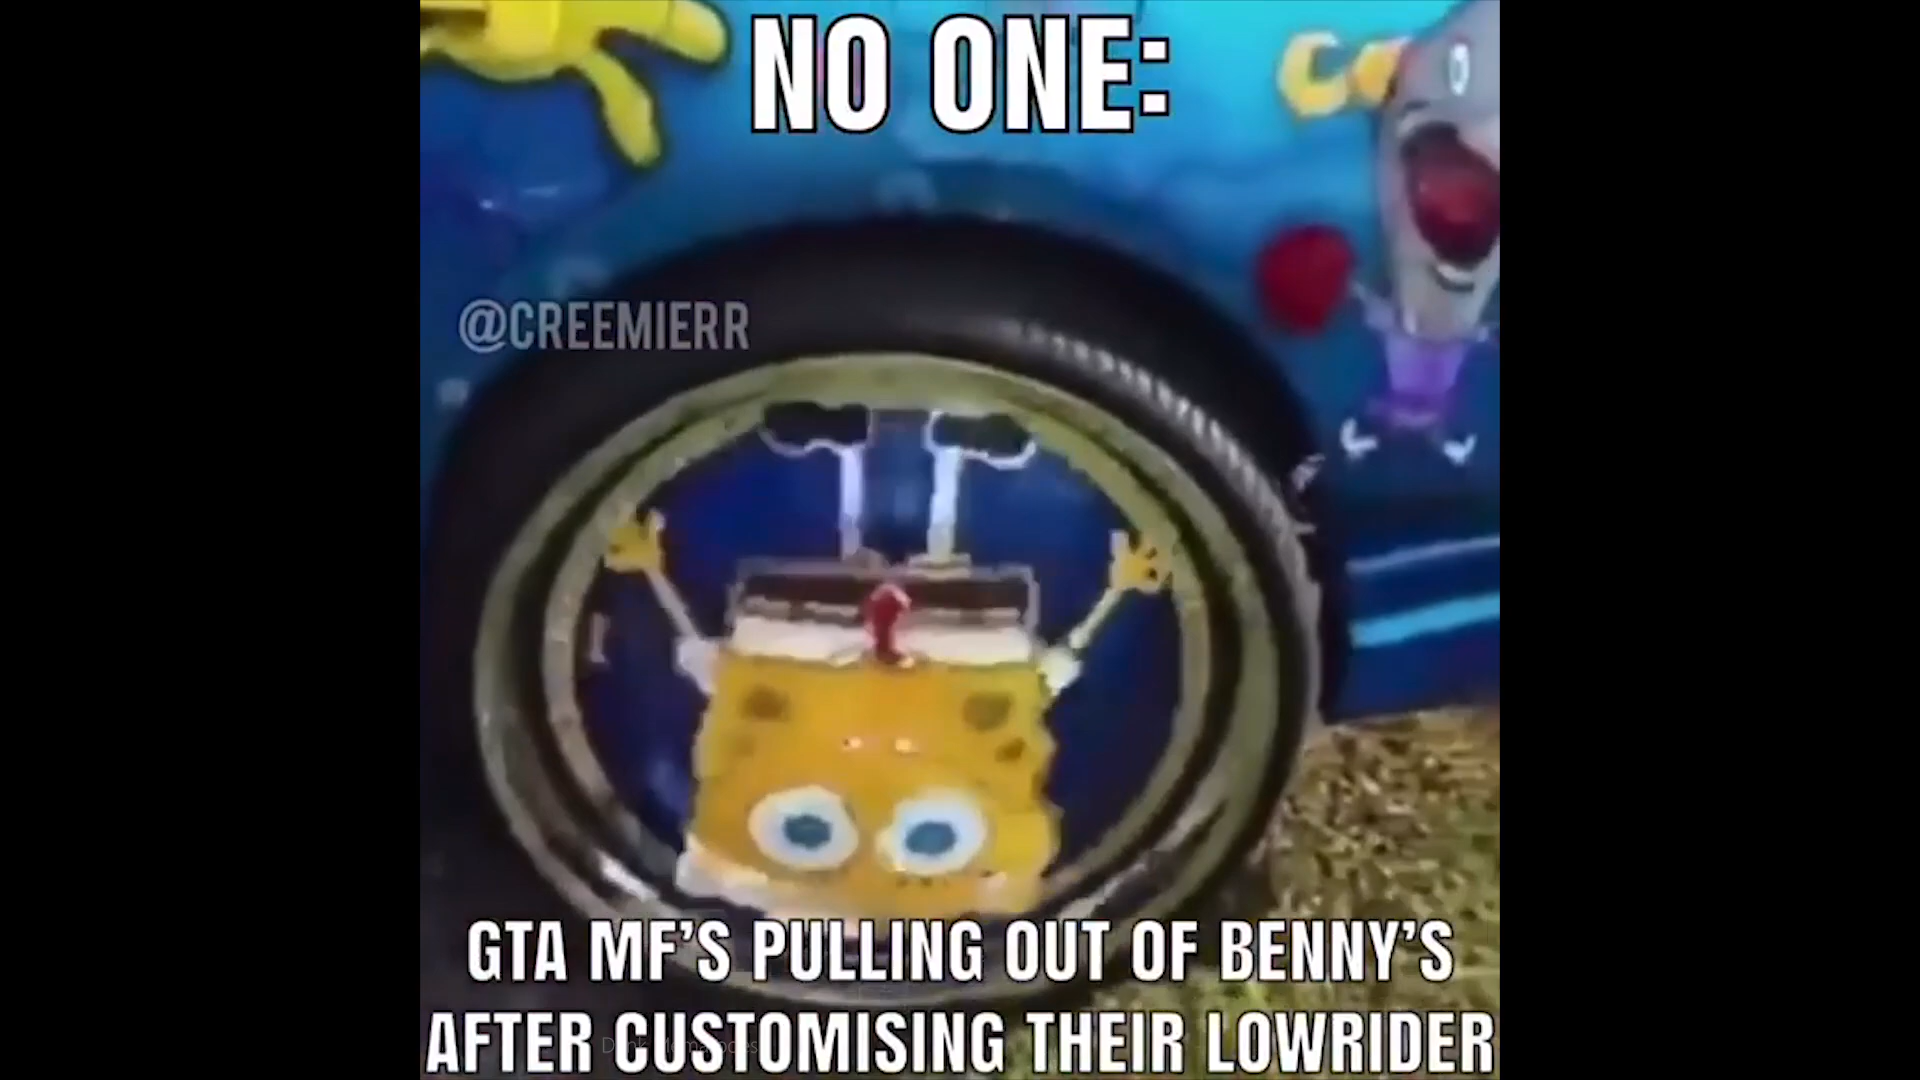 NO ONE:
@CREEMIERR
GTA MF'S PULLING OUT OF BENNY'S
AFTER CUSTOMISING THEIR LOWRIDER